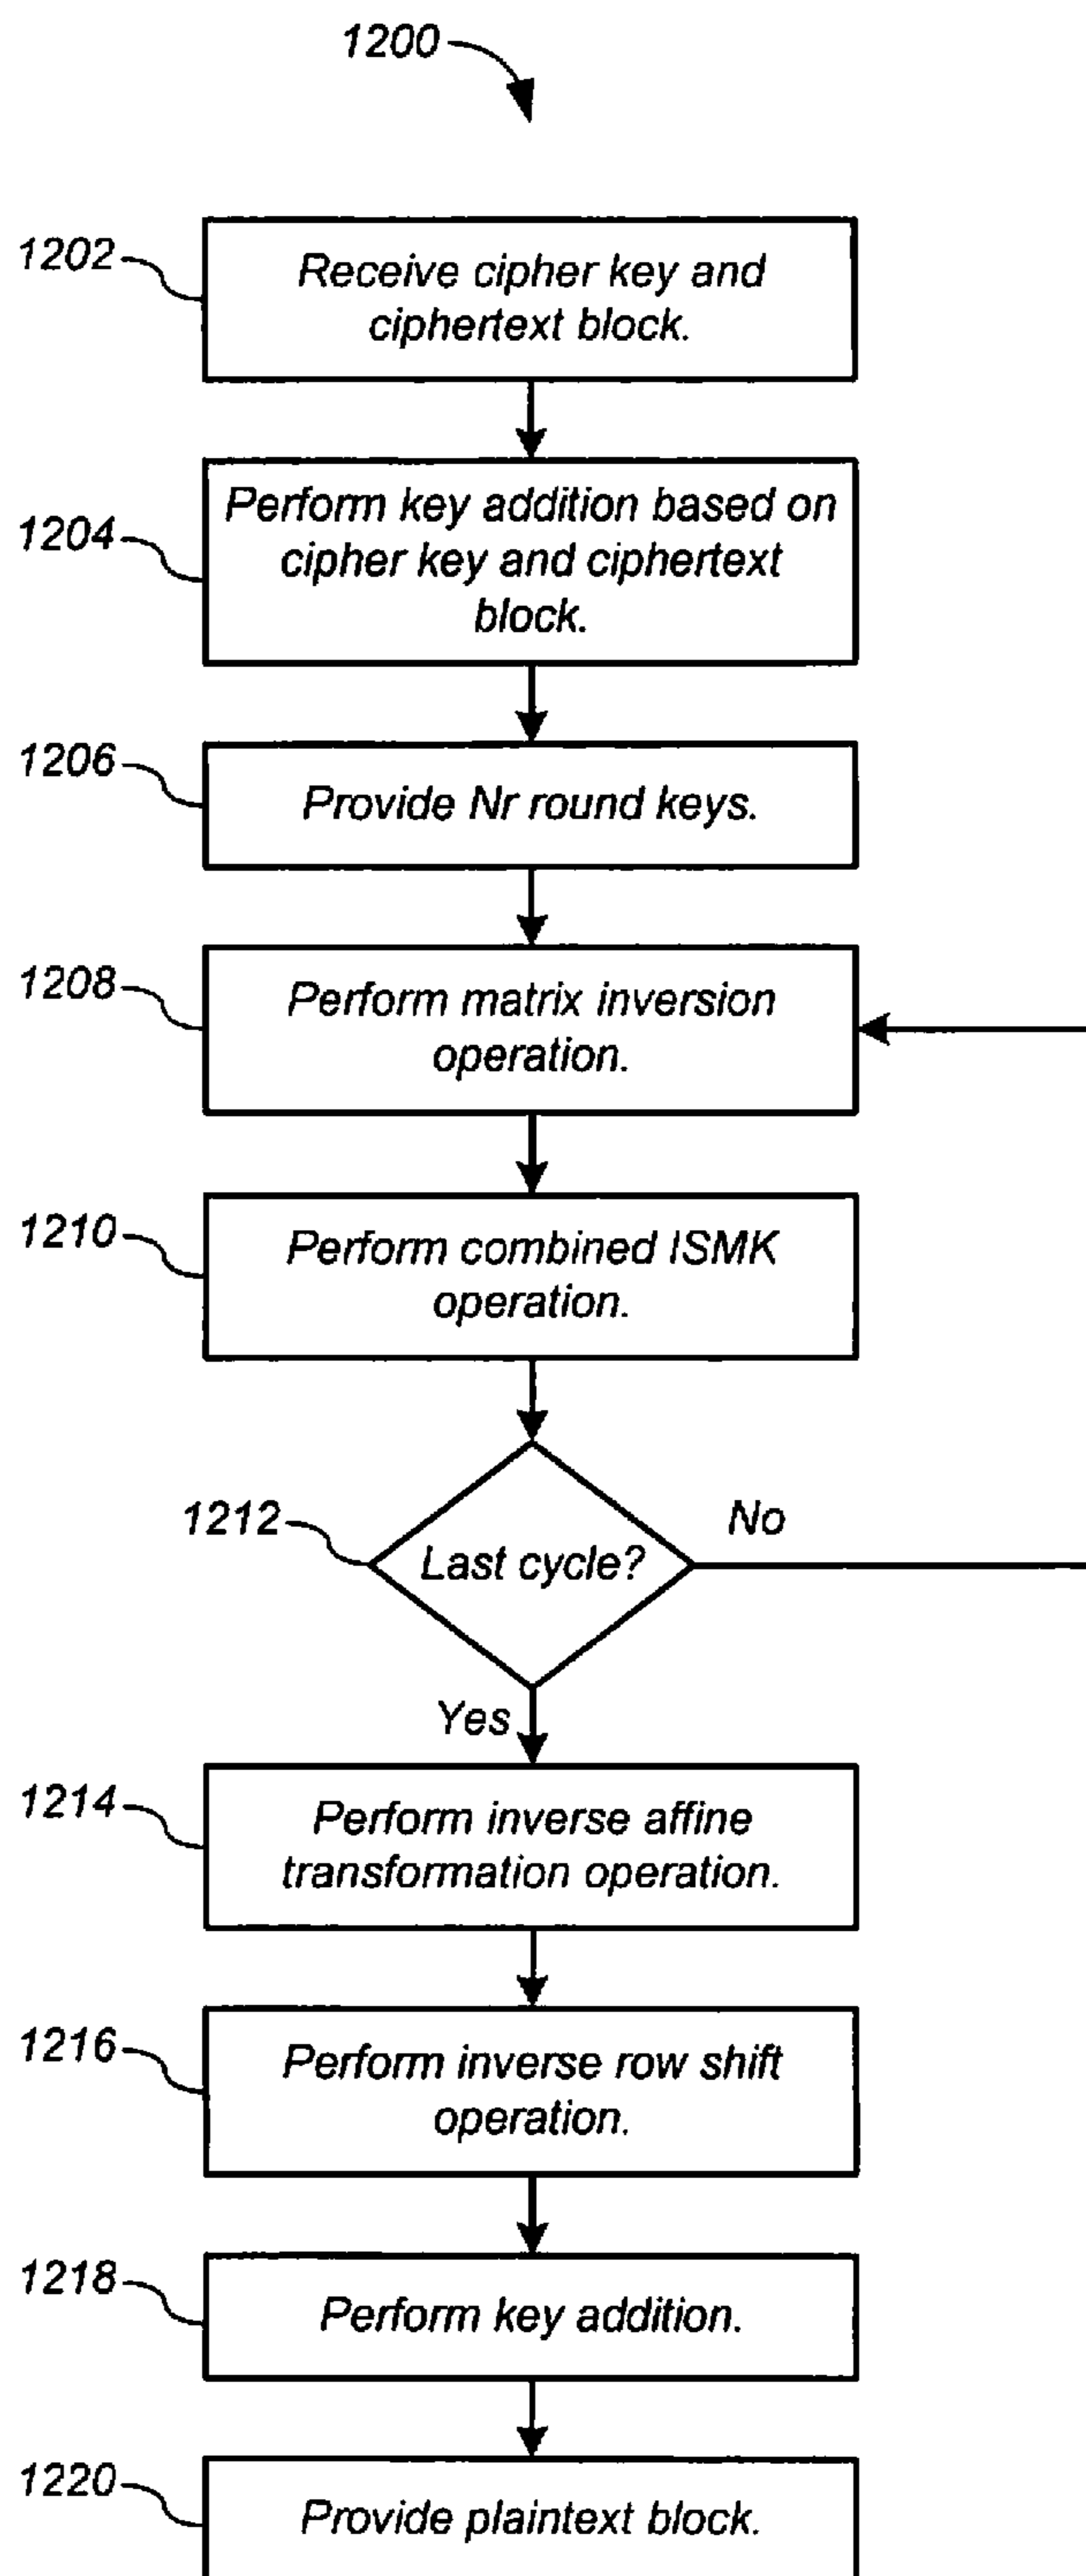 1200
1202
Receive cipher key and
ciphertext block.
1204
Perform key addition based on
cipher key and ciphertext
block.
1206
Provide Nr round keys.
1208
Perform matrix inversion
operation.
1210
Perform combined ISMK
operation.
1212
Last cycle?
No
Yes
1214
Perform inverse affine
transformation operation.
1216
Perform inverse row shift
operation.
1218
Perform key addition.
1220
Provide plaintext block.